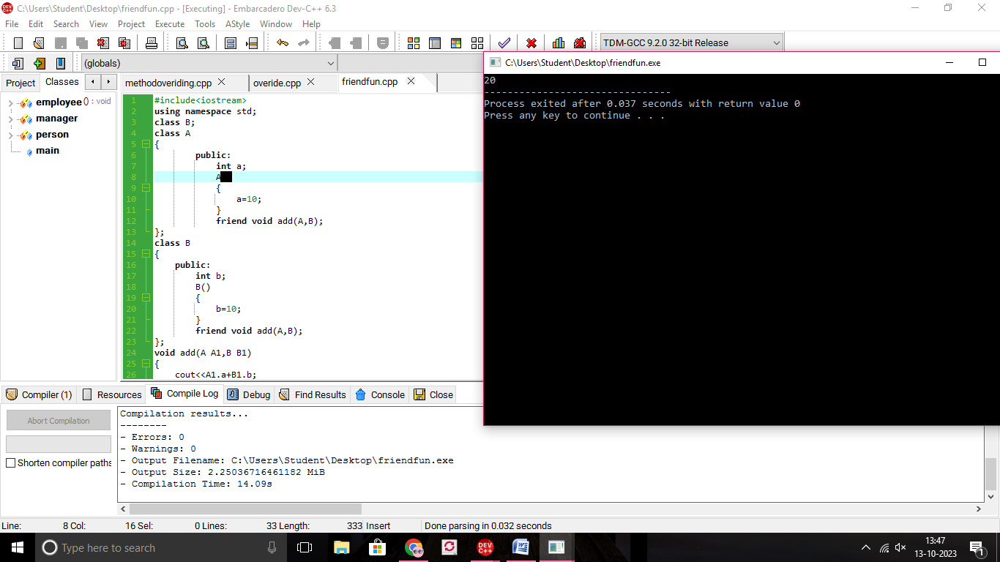 C:\Users\Student\Desktop\friendfun.cpp - [Executing] - Embarcadero Dev-C++ 6.3
File Edit Search View Project Execute Tools AStyle Window Help
TDM-GCC 9.2.0 32-bit Release
(globals)
Project Classes
employee () : void
manager
person
main
methodoveriding.cpp overide.cpp friendfun.cpp
1 #include<iostream>
2 using namespace std;
3 class B;
4 class A
5 {
6 public:
7 int a;
8 A
9 {
10 a=10;
11 }
12 friend void add(A,B);
13 };
14 class B
15 {
16 public:
17 int b;
18 B()
19 {
20 b=10;
21 }
22 friend void add(A,B);
23 };
24 void add(A A1,B B1)
25 {
26 cout<<A1.a+B1.b;
C:\Users\Student\Desktop\friendfun.exe
20
--------------------------------
Process exited after 0.037 seconds with return value 0
Press any key to continue . . .
Compiler (1) Resources Compile Log Debug Find Results Console Close
Abort Compilation
Shorten compiler paths
Compilation results...
--------
- Errors: 0
- Warnings: 0
- Output Filename: C:\Users\Student\Desktop\friendfun.exe
- Output Size: 2.25036716461182 MiB
- Compilation Time: 14.09s
Line: 8 Col: 16 Sel: 0 Lines: 33 Length: 333 Insert Done parsing in 0.032 seconds
Type here to search
DEV C++
W
13:47
13-10-2023
1